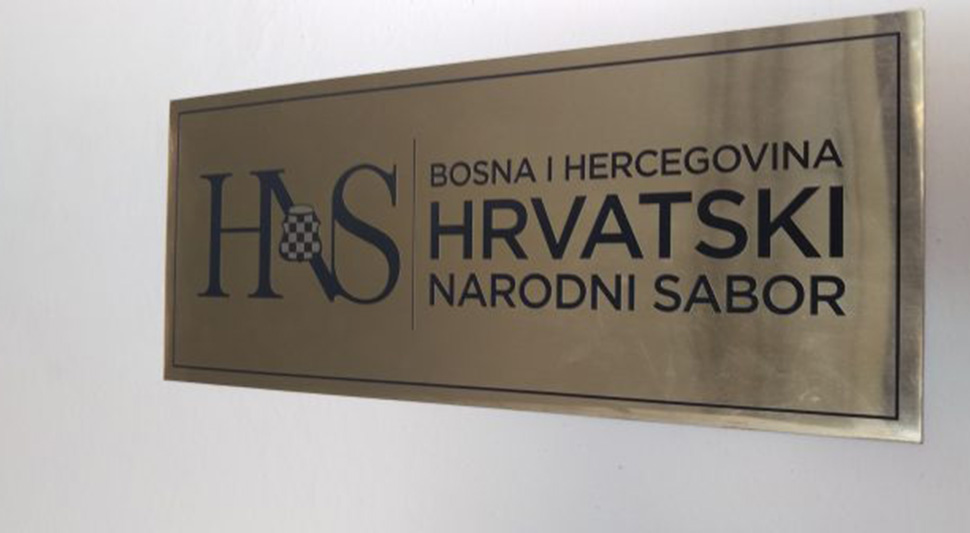 HNS
BOSNA I HERCEGOVINA
HRVATSKI
NARODNI SABOR